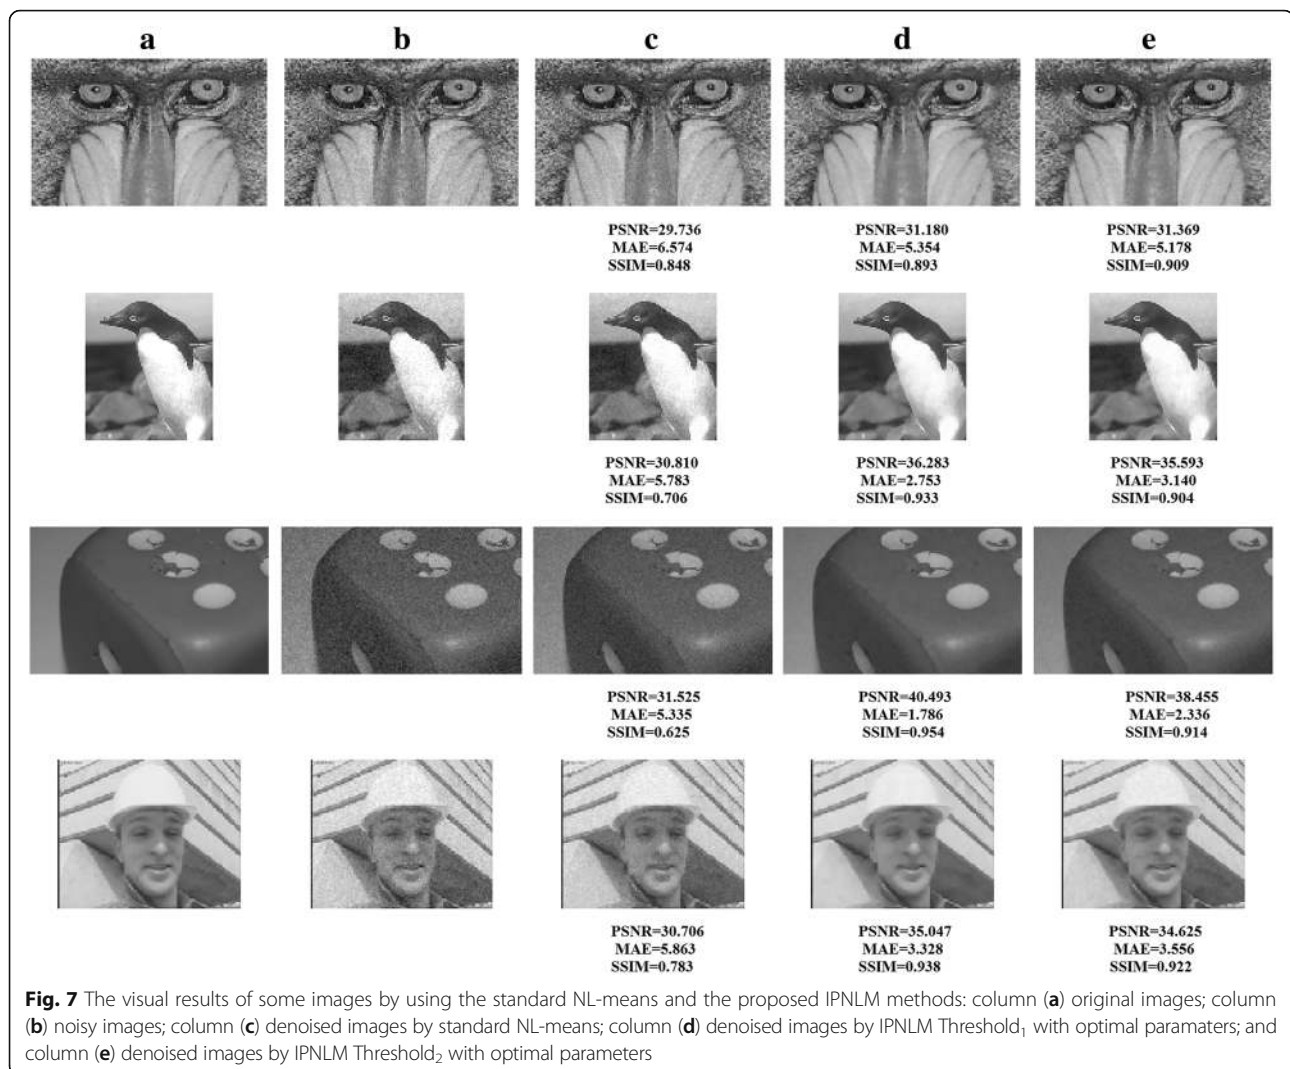 a b c d e
PSNR=29.736 PSNR=31.180 PSNR=31.369
MAE=6.574 MAE=5.354 MAE=5.178
SSIM=0.848 SSIM=0.893 SSIM=0.909
PSNR=30.810 PSNR=36.283 PSNR=35.593
MAE=5.783 MAE=2.753 MAE=3.140
SSIM=0.706 SSIM=0.933 SSIM=0.904
PSNR=31.525 PSNR=40.493 PSNR=38.455
MAE=5.335 MAE=1.786 MAE=2.336
SSIM=0.625 SSIM=0.954 SSIM=0.914
PSNR=30.706 PSNR=35.047 PSNR=34.625
MAE=5.863 MAE=3.328 MAE=3.556
SSIM=0.783 SSIM=0.938 SSIM=0.922
Fig. 7 The visual results of some images by using the standard NL-means and the proposed IPNLM methods: column (a) original images; column
(b) noisy images; column (c) denoised images by standard NL-means; column (d) denoised images by IPNLM Threshold₁ with optimal paramaters; and
column (e) denoised images by IPNLM Threshold₂ with optimal parameters